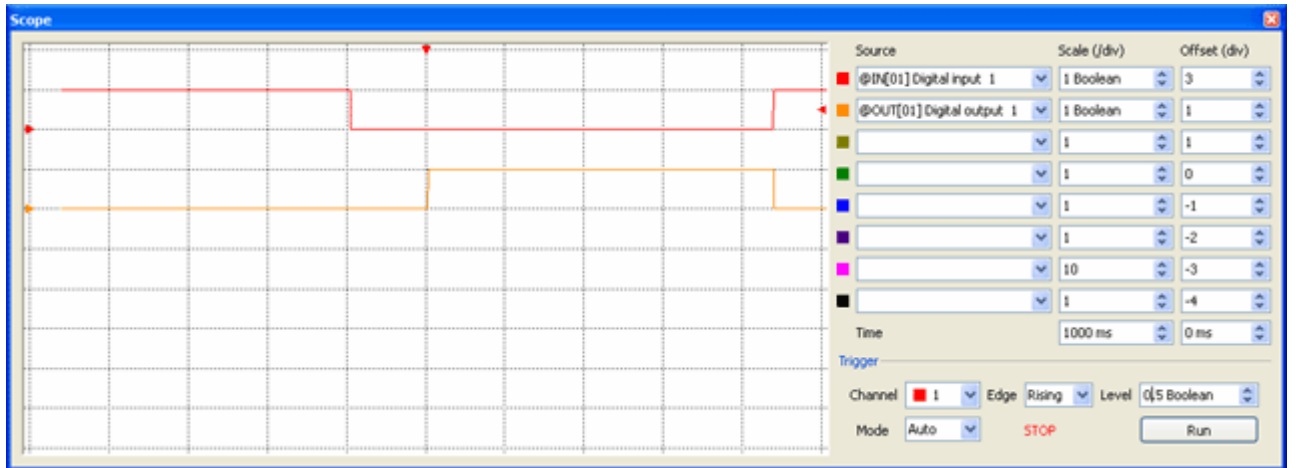 Scope
Source Scale (/div) Offset (div)
@IN[01] Digital input 1 1 Boolean 3
@OUT[01] Digital output 1 1 Boolean 1
1 1
1 0
1 -1
1 -2
10 -3
1 -4
Time 1000 ms 0 ms
Trigger
Channel 1 Edge Rising Level 0.5 Boolean
Mode Auto STOP Run